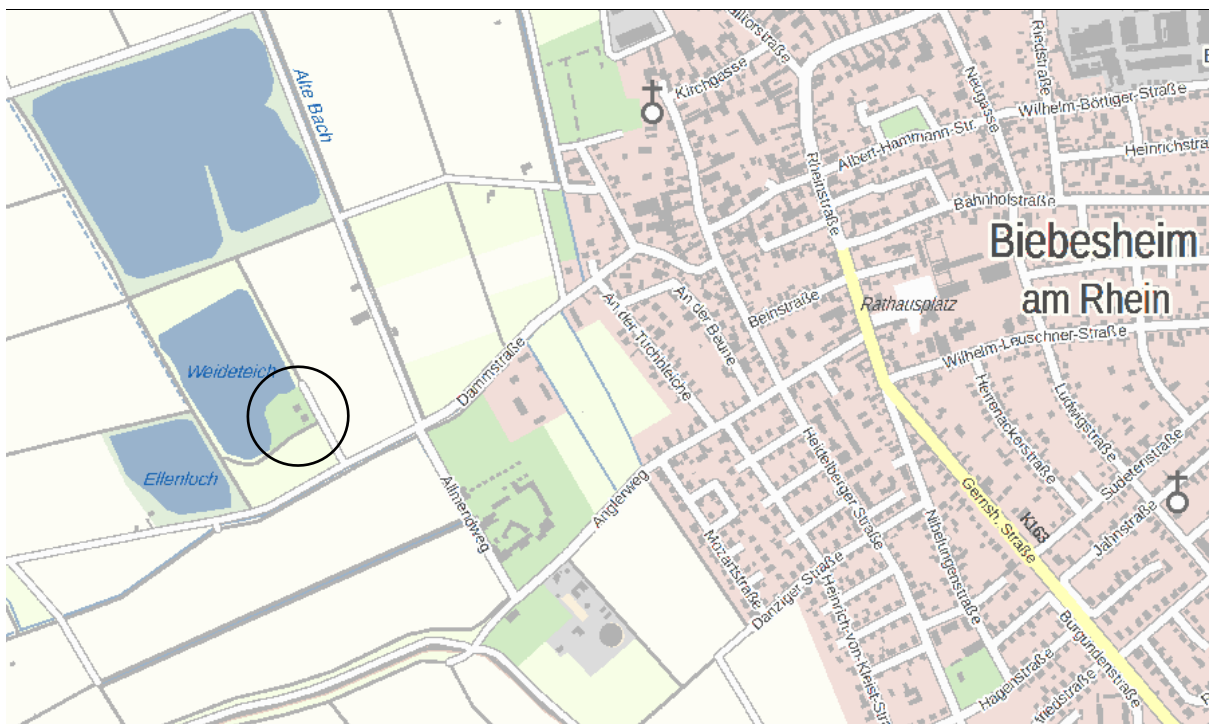 Riedstraße
Kirchgasse
Neugasse
Wilhelm-Böttiger-Straße
Alte Bach
Albert-Hammann-Str.
Rheinstraße
Bahnhofstraße
Biebesheim
am Rhein
An der Beune
An der Tuchbleiche
Beinstraße
Rathausplatz
Wilhelm-Leuschner-Straße
Dammstraße
Weideteich
Herrenackerstraße
Ludwigstraße
Sudetenstraße
Ellenloch
Allmendweg
Anglerweg
Heidelberger Straße
Gernsh. Straße
K163
Jahnstraße
Nibelungenstraße
Mozartstraße
Danziger Straße
Heinrich-von-Kleist-Stra
Burgundenstraße
Hagenstraße